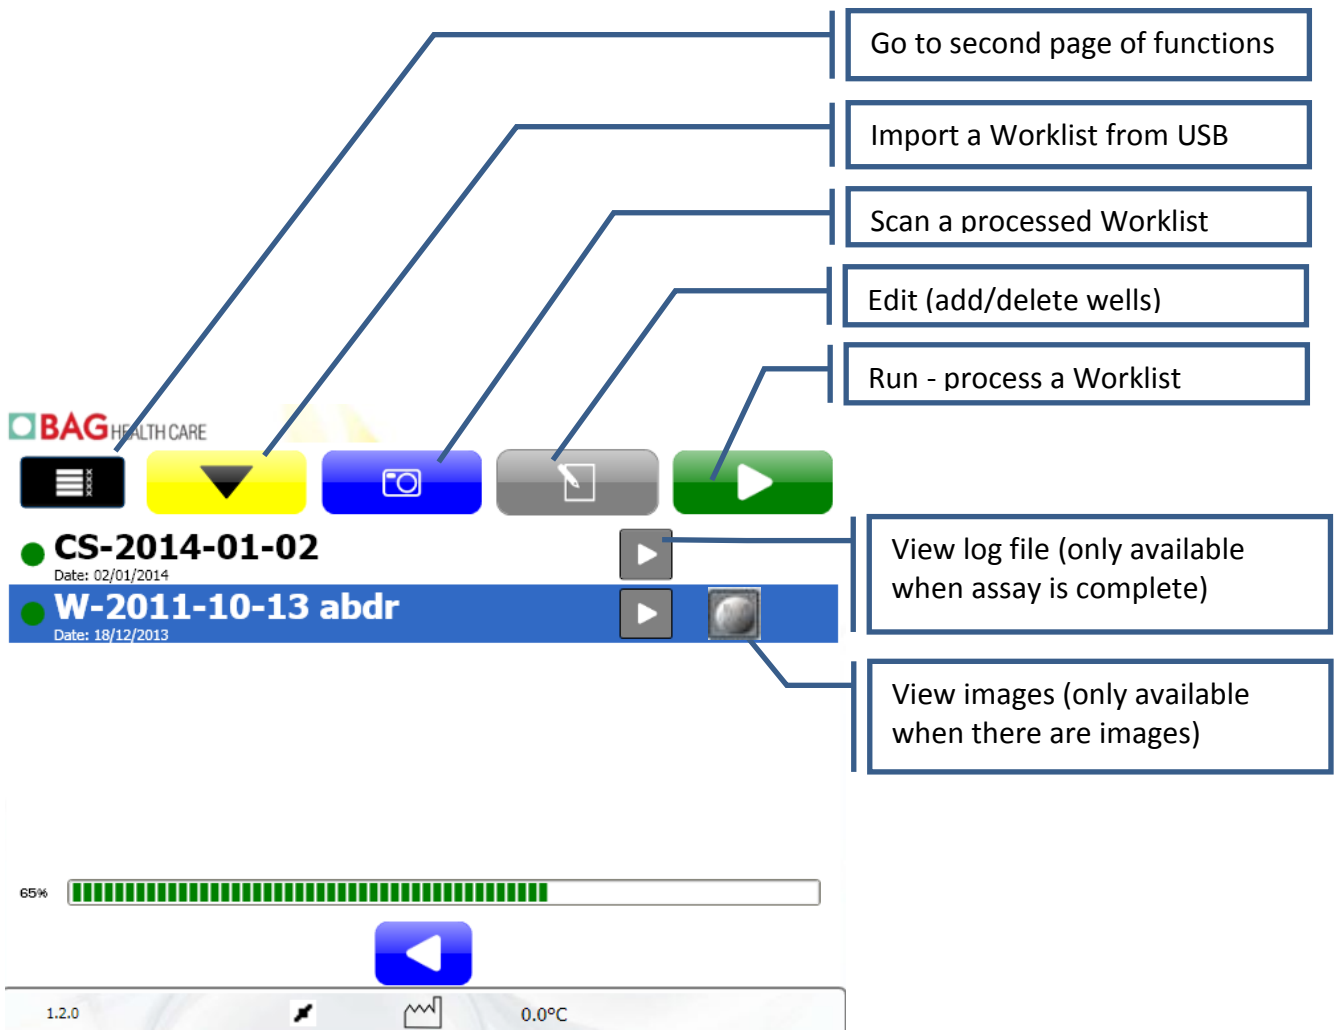 Go to second page of functions
Import a Worklist from USB
Scan a processed Worklist
Edit (add/delete wells)
Run - process a Worklist
BAG HEALTH CARE
CS-2014-01-02
Date: 02/01/2014
View log file (only available
when assay is complete)
W-2011-10-13 abdr
Date: 18/12/2013
View images (only available
when there are images)
65%
1.2.0
0.0°C